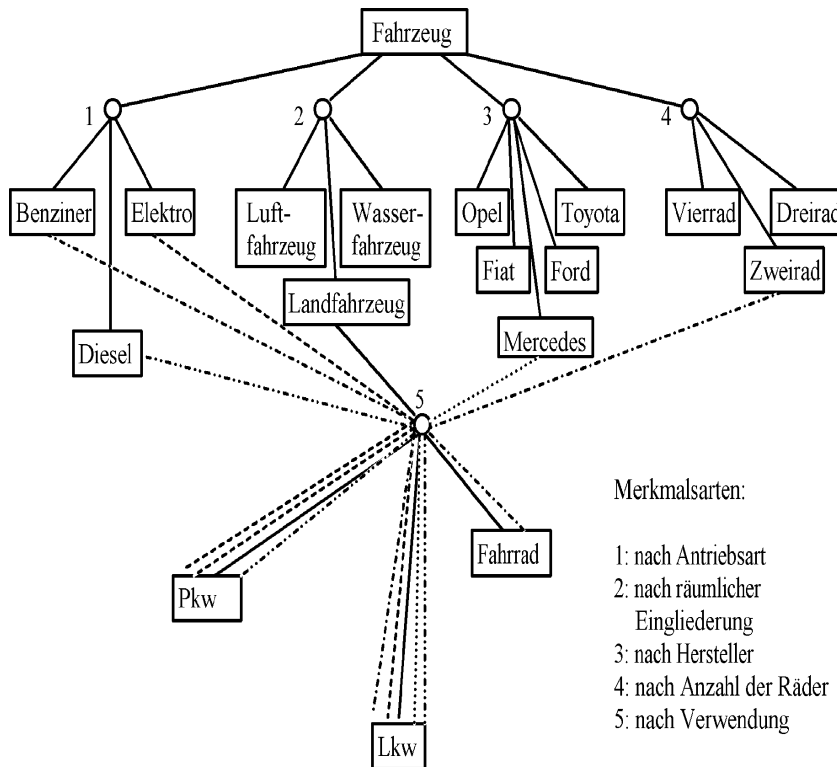 Fahrzeug
1
2
3
4
Benziner
Elektro
Luft-
fahrzeug
Wasser-
fahrzeug
Opel
Toyota
Vierrad
Dreirad
Fiat
Ford
Zweirad
Landfahrzeug
Diesel
Mercedes
5
Merkmalsarten:
Fahrrad
1: nach Antriebsart
Pkw
2: nach räumlicher
Eingliederung
3: nach Hersteller
4: nach Anzahl der Räder
5: nach Verwendung
Lkw